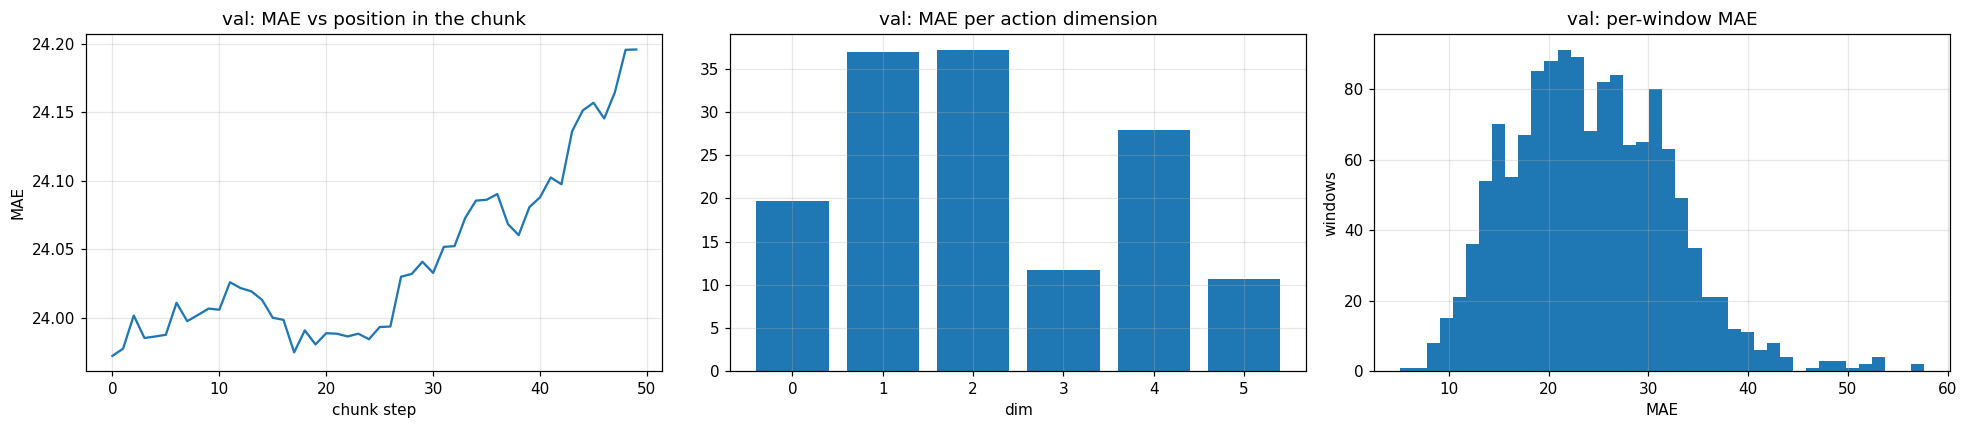 val: MAE vs position in the chunk
24.20
24.15
24.10
24.05
24.00
MAE
0 10 20 30 40 50
chunk step
val: MAE per action dimension
35
30
25
20
15
10
5
0
0 1 2 3 4 5
dim
val: per-window MAE
80
60
40
20
0
windows
10 20 30 40 50 60
MAE